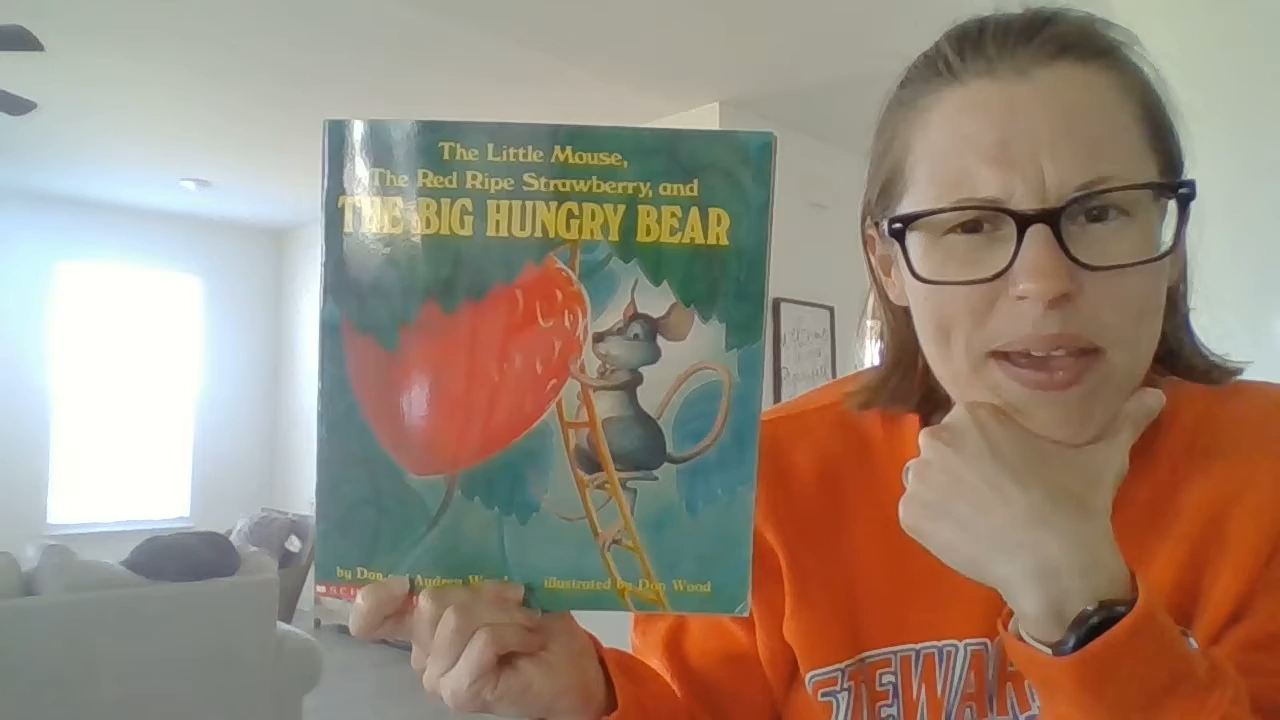 The Little Mouse,
The Red Ripe Strawberry, and
THE BIG HUNGRY BEAR
by Don and Audrey Wood illustrated by Don Wood
STEWAR